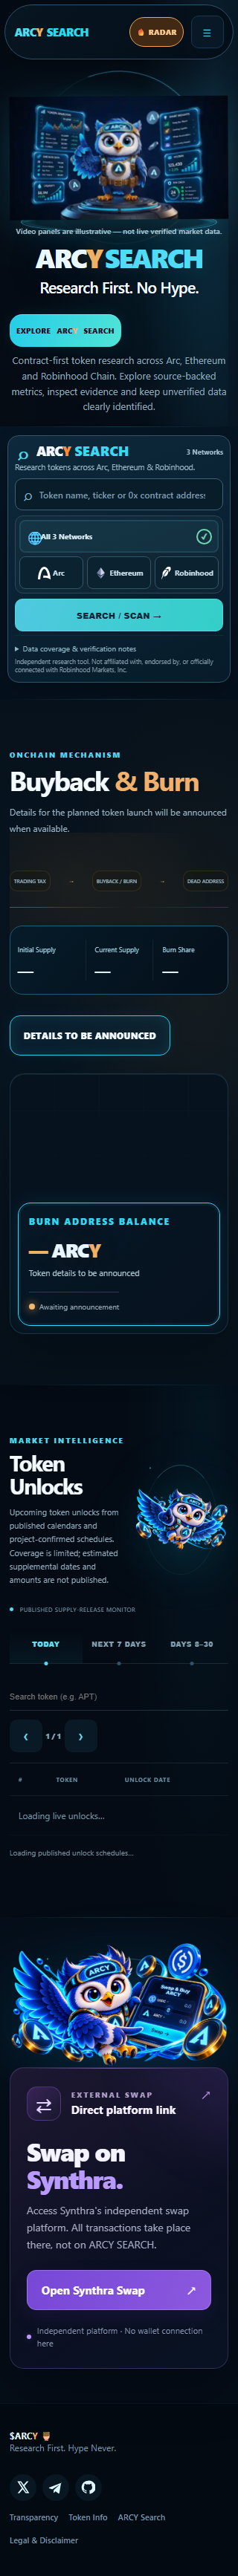 ARCY SEARCH
RADAR
Video panels are illustrative — not live verified market data.
ARCYSEARCH
Research First. No Hype.
EXPLORE ARCY SEARCH
Contract-first token research across Arc, Ethereum
and Robinhood Chain. Explore source-backed
metrics, inspect evidence and keep unverified data
clearly identified.
ARCY SEARCH
3 Networks
Research tokens across Arc, Ethereum & Robinhood.
Token name, ticker or 0x contract address
All 3 Networks
Arc
Ethereum
Robinhood
SEARCH / SCAN →
Data coverage & verification notes
Independent research tool. Not affiliated with, endorsed by, or officially
connected with Robinhood Markets, Inc.
ONCHAIN MECHANISM
Buyback & Burn
Details for the planned token launch will be announced
when available.
TRADING TAX → BUYBACK / BURN → DEAD ADDRESS
Initial Supply Current Supply Burn Share
— — —
DETAILS TO BE ANNOUNCED
BURN ADDRESS BALANCE
— ARCY
Token details to be announced
Awaiting announcement
MARKET INTELLIGENCE
Token
Unlocks
Upcoming token unlocks from
published calendars and
project-confirmed schedules.
Coverage is limited; estimated
supplemental dates and
amounts are not published.
PUBLISHED SUPPLY-RELEASE MONITOR
TODAY NEXT 7 DAYS DAYS 8–30
Search token (e.g. APT)
‹ 1 / 1 ›
# TOKEN UNLOCK DATE
Loading live unlocks...
Loading published unlock schedules...
ARCY
Swap & Buy
ARCY
Swap →
EXTERNAL SWAP ↗
Direct platform link
Swap on
Synthra.
Access Synthra's independent swap
platform. All transactions take place
there, not on ARCY SEARCH.
Open Synthra Swap ↗
Independent platform · No wallet connection
here
$ARCY
Research First. Hype Never.
Transparency Token Info ARCY Search
Legal & Disclaimer